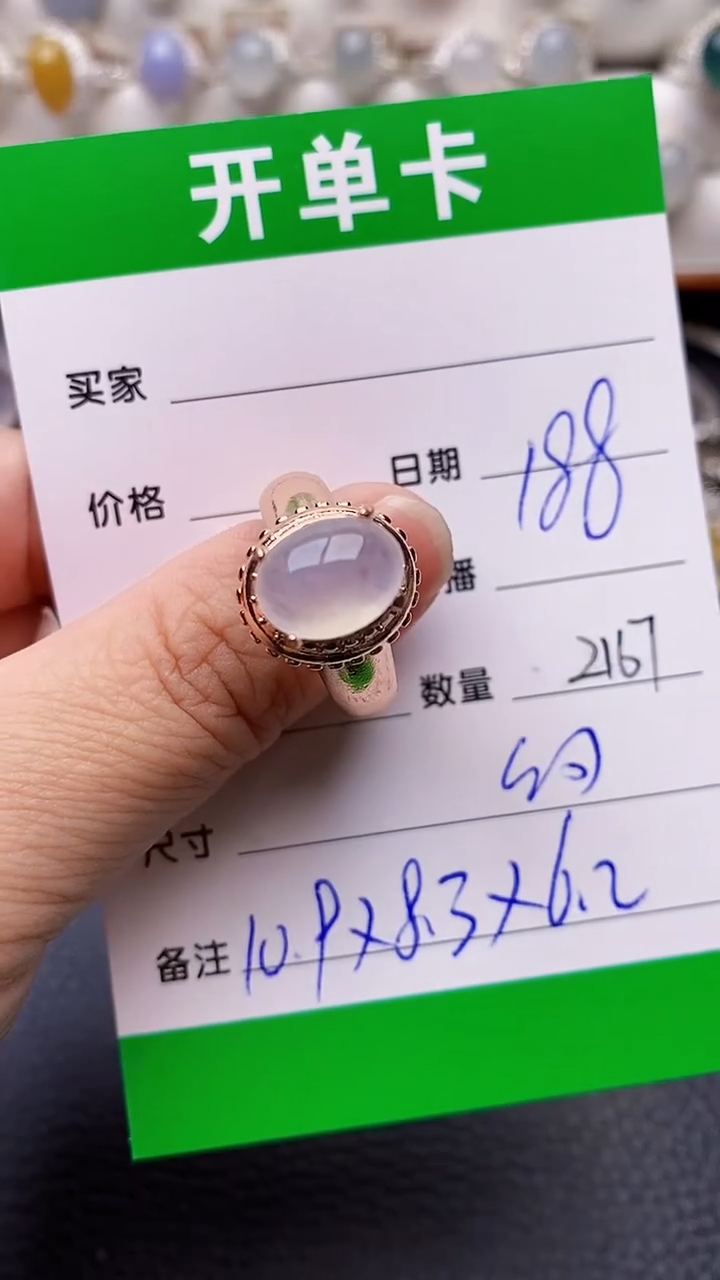 开单卡
买家
日期 188
价格
播
数量 2167
约
尺寸
备注 10.9×8.3×6.2